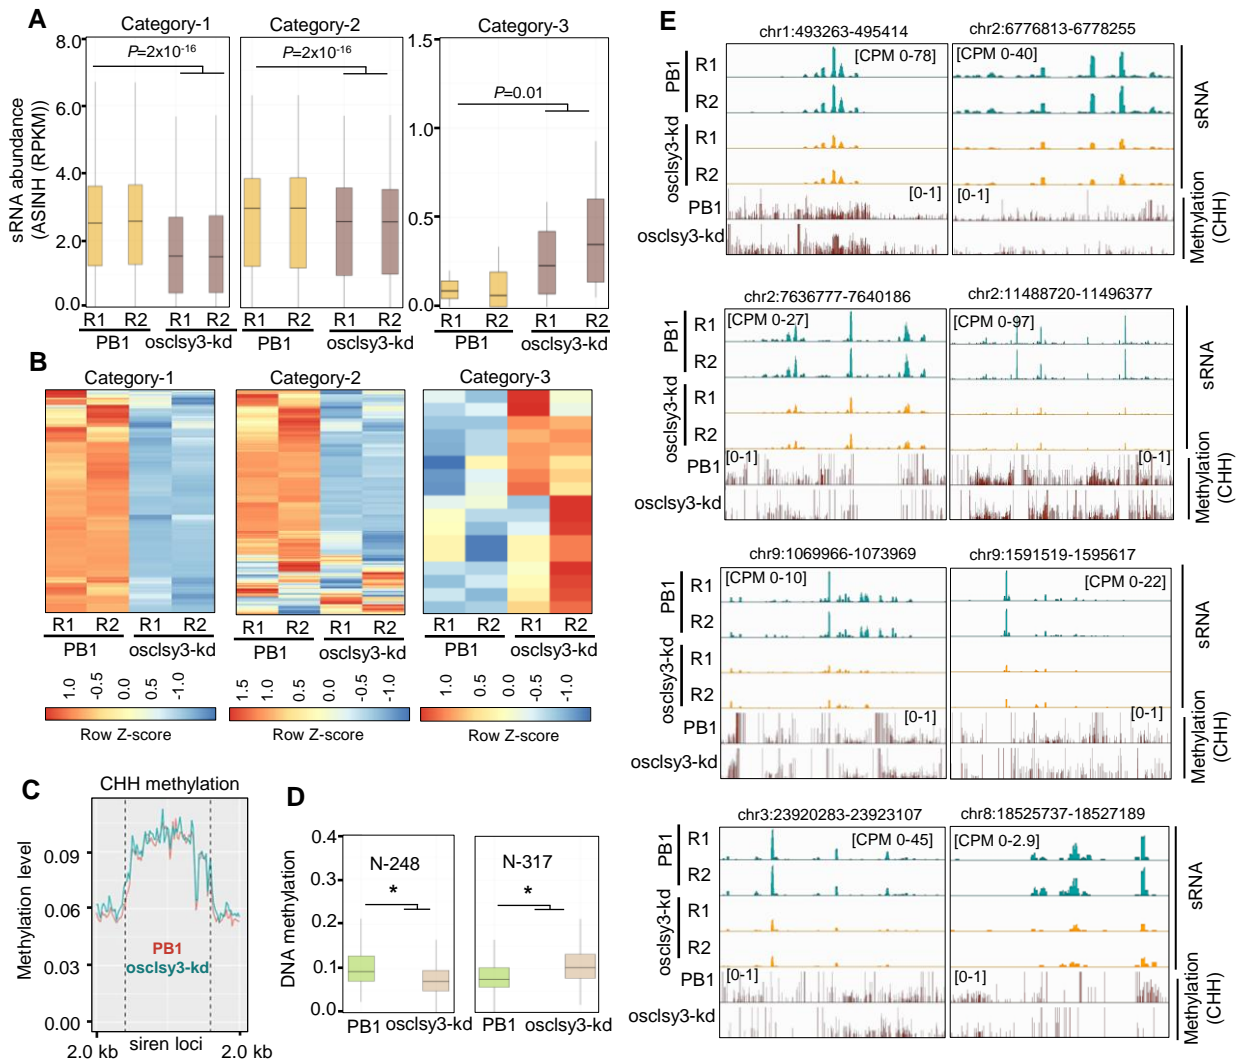 A
Category-1
Category-2
Category-3
sRNA abundance
(ASINH (RPKM))
8.0
6.0
4.0
2.0
0.0
1.5
1.0
0.5
0.0
P=2x10-16
P=2x10-16
P=0.01
R1 R2 R1 R2
PB1 osclsy3-kd
R1 R2 R1 R2
PB1 osclsy3-kd
R1 R2 R1 R2
PB1 osclsy3-kd
B
Category-1
Category-2
Category-3
R1 R2 R1 R2
PB1 osclsy3-kd
R1 R2 R1 R2
PB1 osclsy3-kd
R1 R2 R1 R2
PB1 osclsy3-kd
1.0 -0.5 0.0 -0.5 -1.0
1.5 1.0 0.5 0.0 -0.5 -1.0
1.0 -0.5 0.0 -0.5 -1.0
Row Z-score
Row Z-score
Row Z-score
C
CHH methylation
Methylation level
0.09
0.06
0.03
0.00
PB1
osclsy3-kd
2.0 kb siren loci 2.0 kb
D
DNA methylation
0.4
0.3
0.2
0.1
0.0
N-248
*
N-317
*
PB1 osclsy3-kd
PB1 osclsy3-kd
E
chr1:493263-495414
chr2:6776813-6778255
PB1
R1
R2
osclsy3-kd
R1
R2
PB1
osclsy3-kd
[CPM 0-78]
[CPM 0-40]
[0-1]
[0-1]
sRNA
Methylation
(CHH)
chr2:7636777-7640186
chr2:11488720-11496377
PB1
R1
R2
osclsy3-kd
R1
R2
PB1
osclsy3-kd
[CPM 0-27]
[CPM 0-97]
[0-1]
[0-1]
sRNA
Methylation
(CHH)
chr9:1069966-1073969
chr9:1591519-1595617
PB1
R1
R2
osclsy3-kd
R1
R2
PB1
osclsy3-kd
[CPM 0-10]
[CPM 0-22]
[0-1]
[0-1]
sRNA
Methylation
(CHH)
chr3:23920283-23923107
chr8:18525737-18527189
PB1
R1
R2
osclsy3-kd
R1
R2
PB1
osclsy3-kd
[CPM 0-45]
[CPM 0-2.9]
[0-1]
[0-1]
sRNA
Methylation
(CHH)